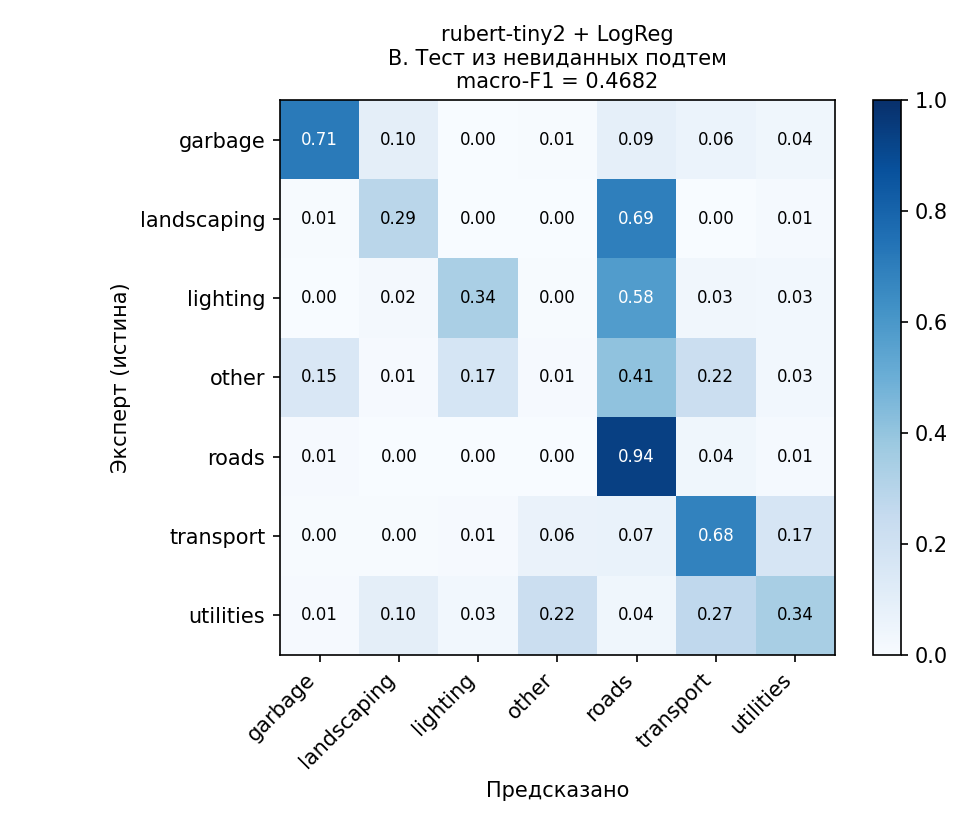 rubert-tiny2 + LogReg
В. Тест из невиданных подтем
macro-F1 = 0.4682
garbage 0.71 0.10 0.00 0.01 0.09 0.06 0.04
landscaping 0.01 0.29 0.00 0.00 0.69 0.00 0.01
lighting 0.00 0.02 0.34 0.00 0.58 0.03 0.03
other 0.15 0.01 0.17 0.01 0.41 0.22 0.03
roads 0.01 0.00 0.00 0.00 0.94 0.04 0.01
transport 0.00 0.00 0.01 0.06 0.07 0.68 0.17
utilities 0.01 0.10 0.03 0.22 0.04 0.27 0.34
garbage landscaping lighting other roads transport utilities
Предсказано
Эксперт (истина)
1.0
0.8
0.6
0.4
0.2
0.0